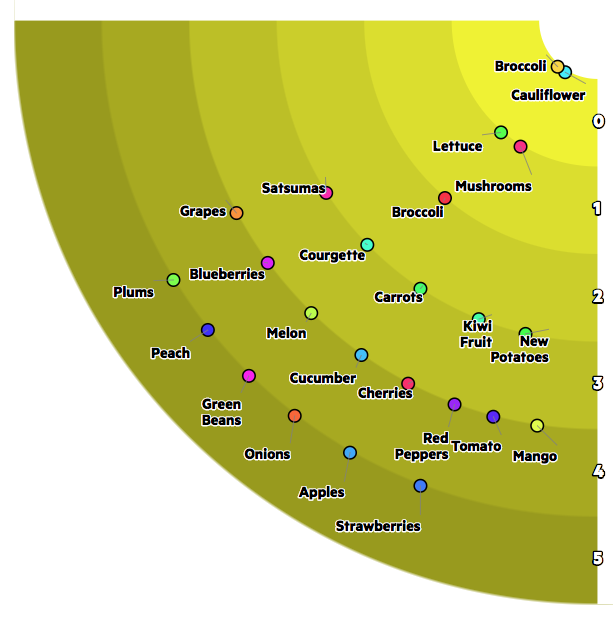 Broccoli
Cauliflower
0
Lettuce
Mushrooms
Satsumas
1
Grapes
Broccoli
Courgette
Blueberries
Plums
Carrots
2
Melon
Kiwi
Fruit
New
Potatoes
Peach
Cucumber
3
Cherries
Green
Beans
Red
Peppers
Tomato
Mango
Onions
4
Apples
Strawberries
5